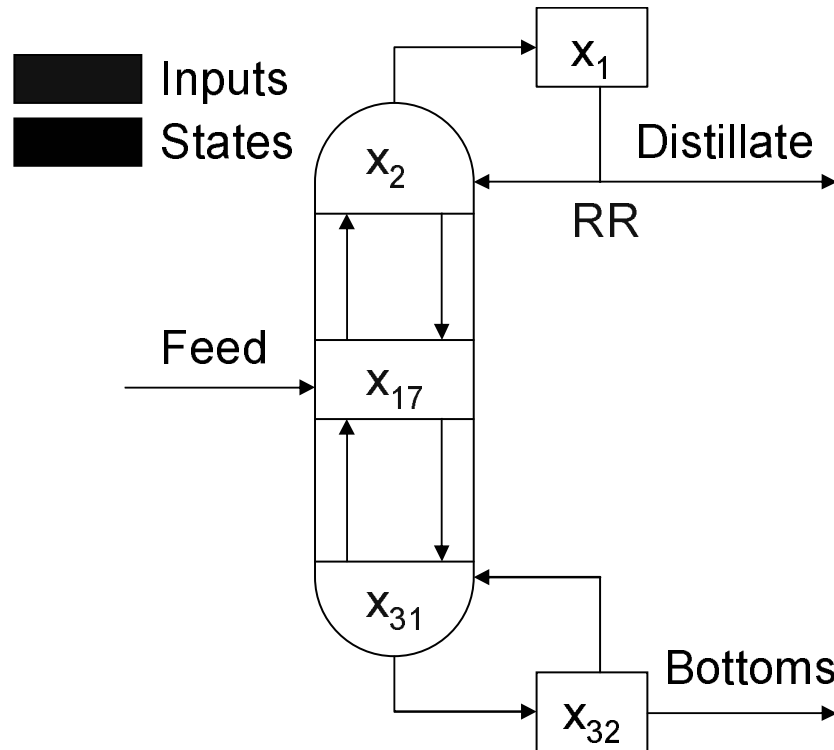 Inputs
States
x₁
x₂
Distillate
RR
Feed
x₁₇
x₃₁
Bottoms
x₃₂